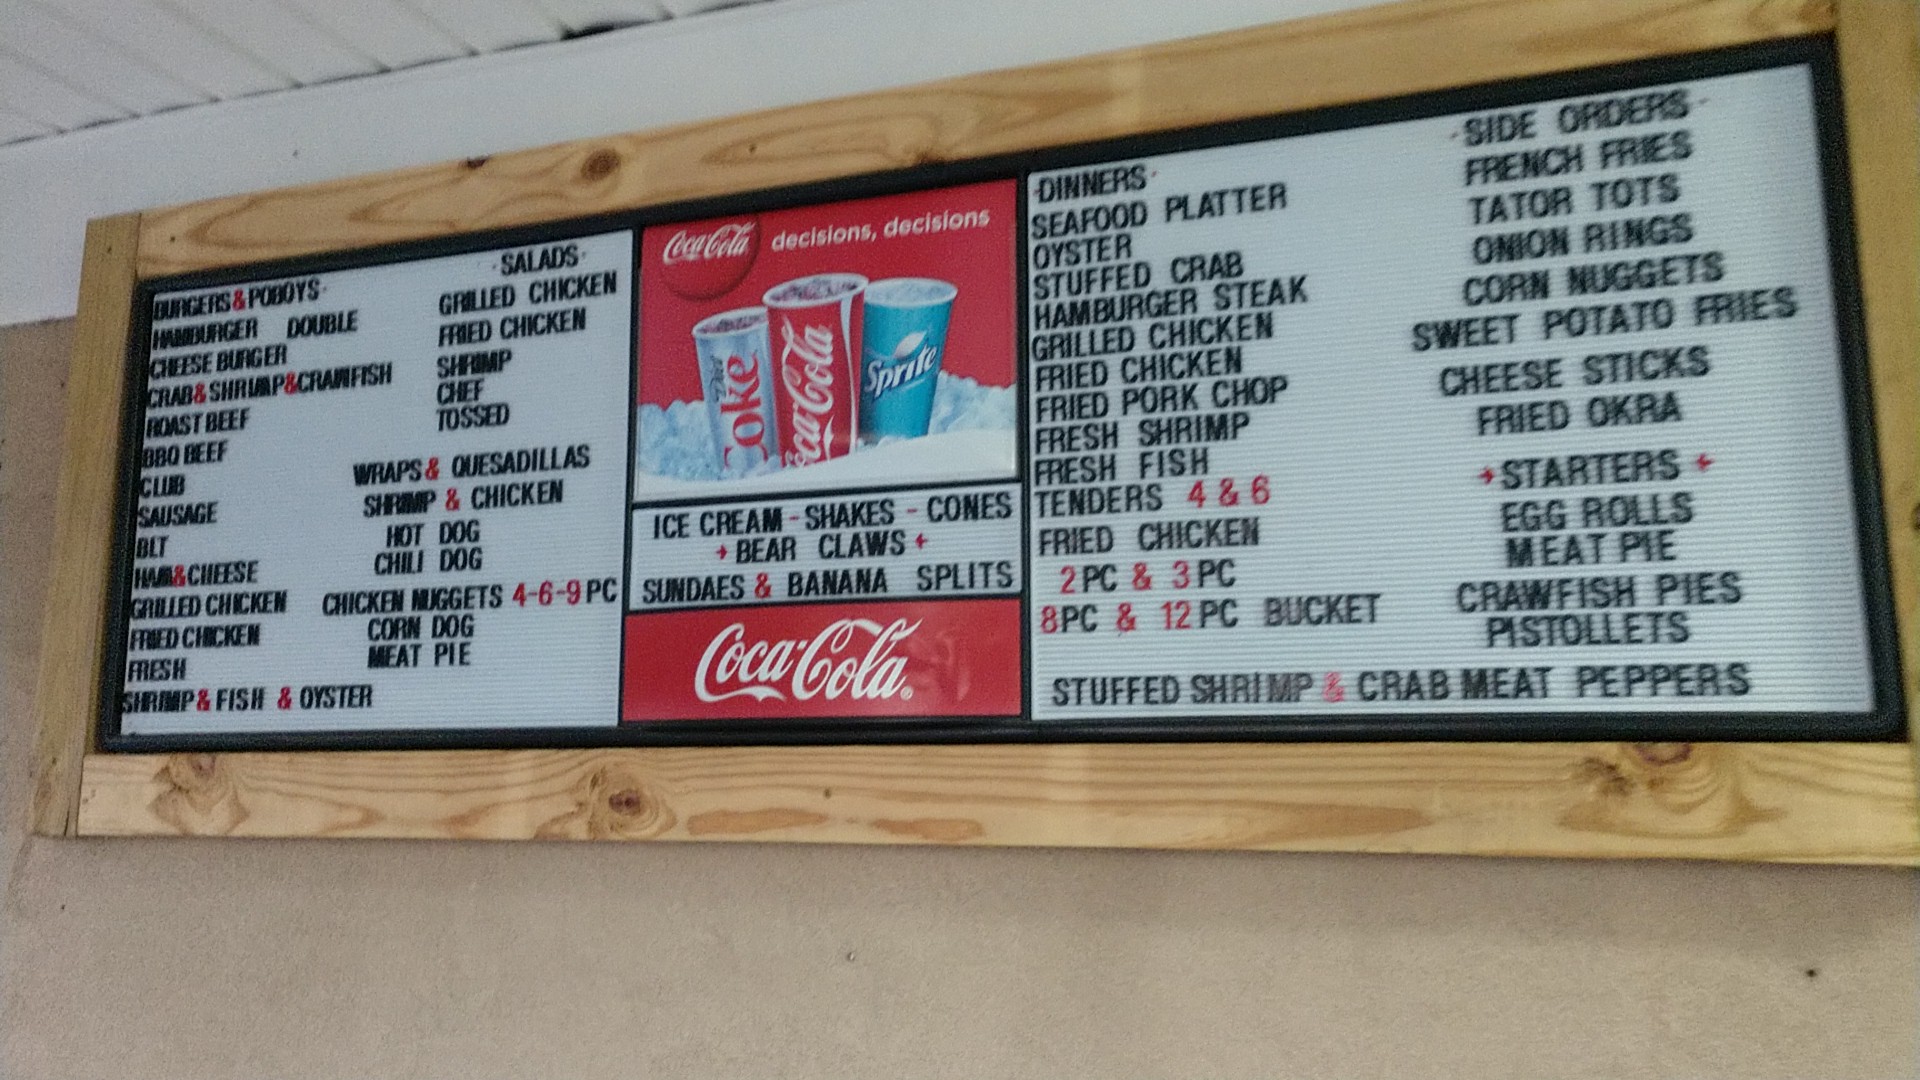 ·BURGERS&POBOYS·
HAMBURGER DOUBLE
CHEESE BURGER
CRAB&SHRIMP&CRAWFISH
ROAST BEEF
BBQ BEEF
CLUB
SAUSAGE
BLT
HAM&CHEESE
GRILLED CHICKEN
FRIED CHICKEN
FRESH
SHRIMP& FISH & OYSTER
·SALADS·
GRILLED CHICKEN
FRIED CHICKEN
SHRIMP
CHEF
TOSSED
WRAPS& QUESADILLAS
SHRIMP & CHICKEN
HOT DOG
CHILI DOG
CHICKEN NUGGETS 4-6-9 PC
CORN DOG
MEAT PIE
Coca-Cola decisions, decisions
Coke
Coca-Cola
Sprite
ICE CREAM - SHAKES - CONES
BEAR CLAWS
SUNDAES & BANANA SPLITS
Coca-Cola®
·DINNERS·
SEAFOOD PLATTER
OYSTER
STUFFED CRAB
HAMBURGER STEAK
GRILLED CHICKEN
FRIED CHICKEN
FRIED PORK CHOP
FRESH SHRIMP
FRESH FISH
TENDERS 4 & 6
FRIED CHICKEN
2 PC & 3 PC
8 PC & 12 PC BUCKET
·SIDE ORDERS·
FRENCH FRIES
TATOR TOTS
ONION RINGS
CORN NUGGETS
SWEET POTATO FRIES
CHEESE STICKS
FRIED OKRA
STARTERS
EGG ROLLS
MEAT PIE
CRAWFISH PIES
PISTOLLETS
STUFFED SHRIMP & CRAB MEAT PEPPERS